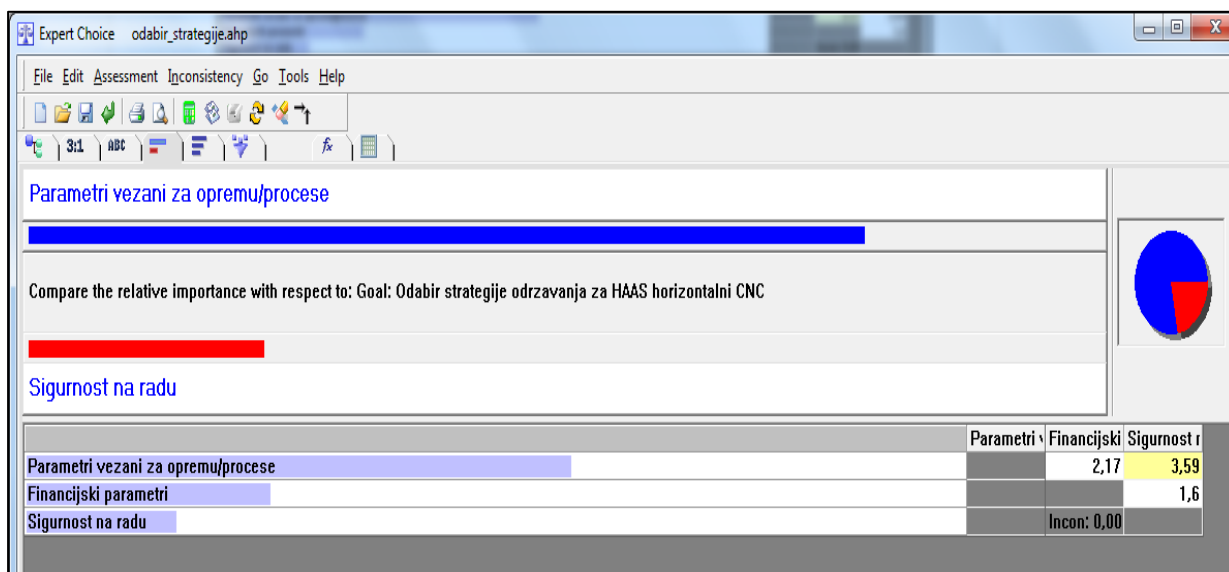 Expert Choice odabir_strategije.ahp
File Edit Assessment Inconsistency Go Tools Help
3:1 ABC fx
Parametri vezani za opremu/procese
Compare the relative importance with respect to: Goal: Odabir strategije odrzavanja za HAAS horizontalni CNC
Sigurnost na radu
Parametri v Financijski Sigurnost r
Parametri vezani za opremu/procese 2,17 3,59
Financijski parametri 1,6
Sigurnost na radu Incon: 0,00